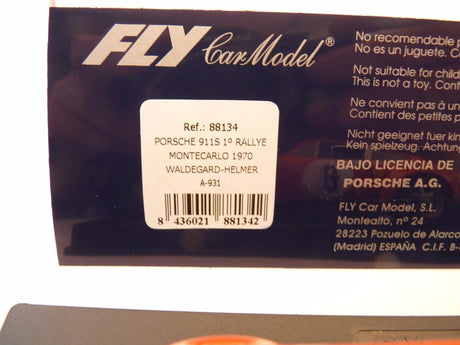 FLY Car Model®
Ref.: 88134
PORSCHE 911S 1º RALLYE
MONTECARLO 1970
WALDEGARD-HELMER
A-931
8 436021 881342
No recomendable p
No es un juguete. Co
Not suitable for child
This is not a toy. Cont
Ne convient pas à un
Contient des petites p
Nicht geeignet fuer kin
Kein spielzeug. Achtung
BAJO LICENCIA DE
PORSCHE A.G.
FLY Car Model, S.L.
Montealto, nº 24
28223 Pozuelo de Alarco
(Madrid) ESPAÑA C.I.F. B-